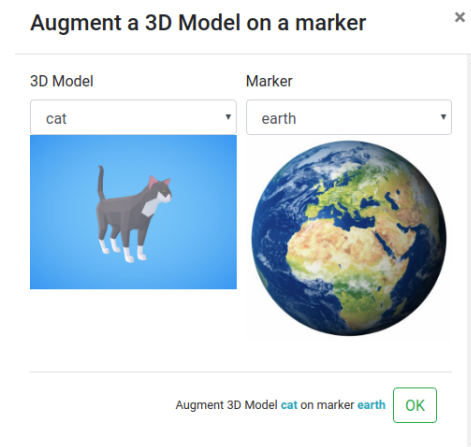 Augment a 3D Model on a marker
×
3D Model
Marker
cat
earth
Augment 3D Model cat on marker earth
OK